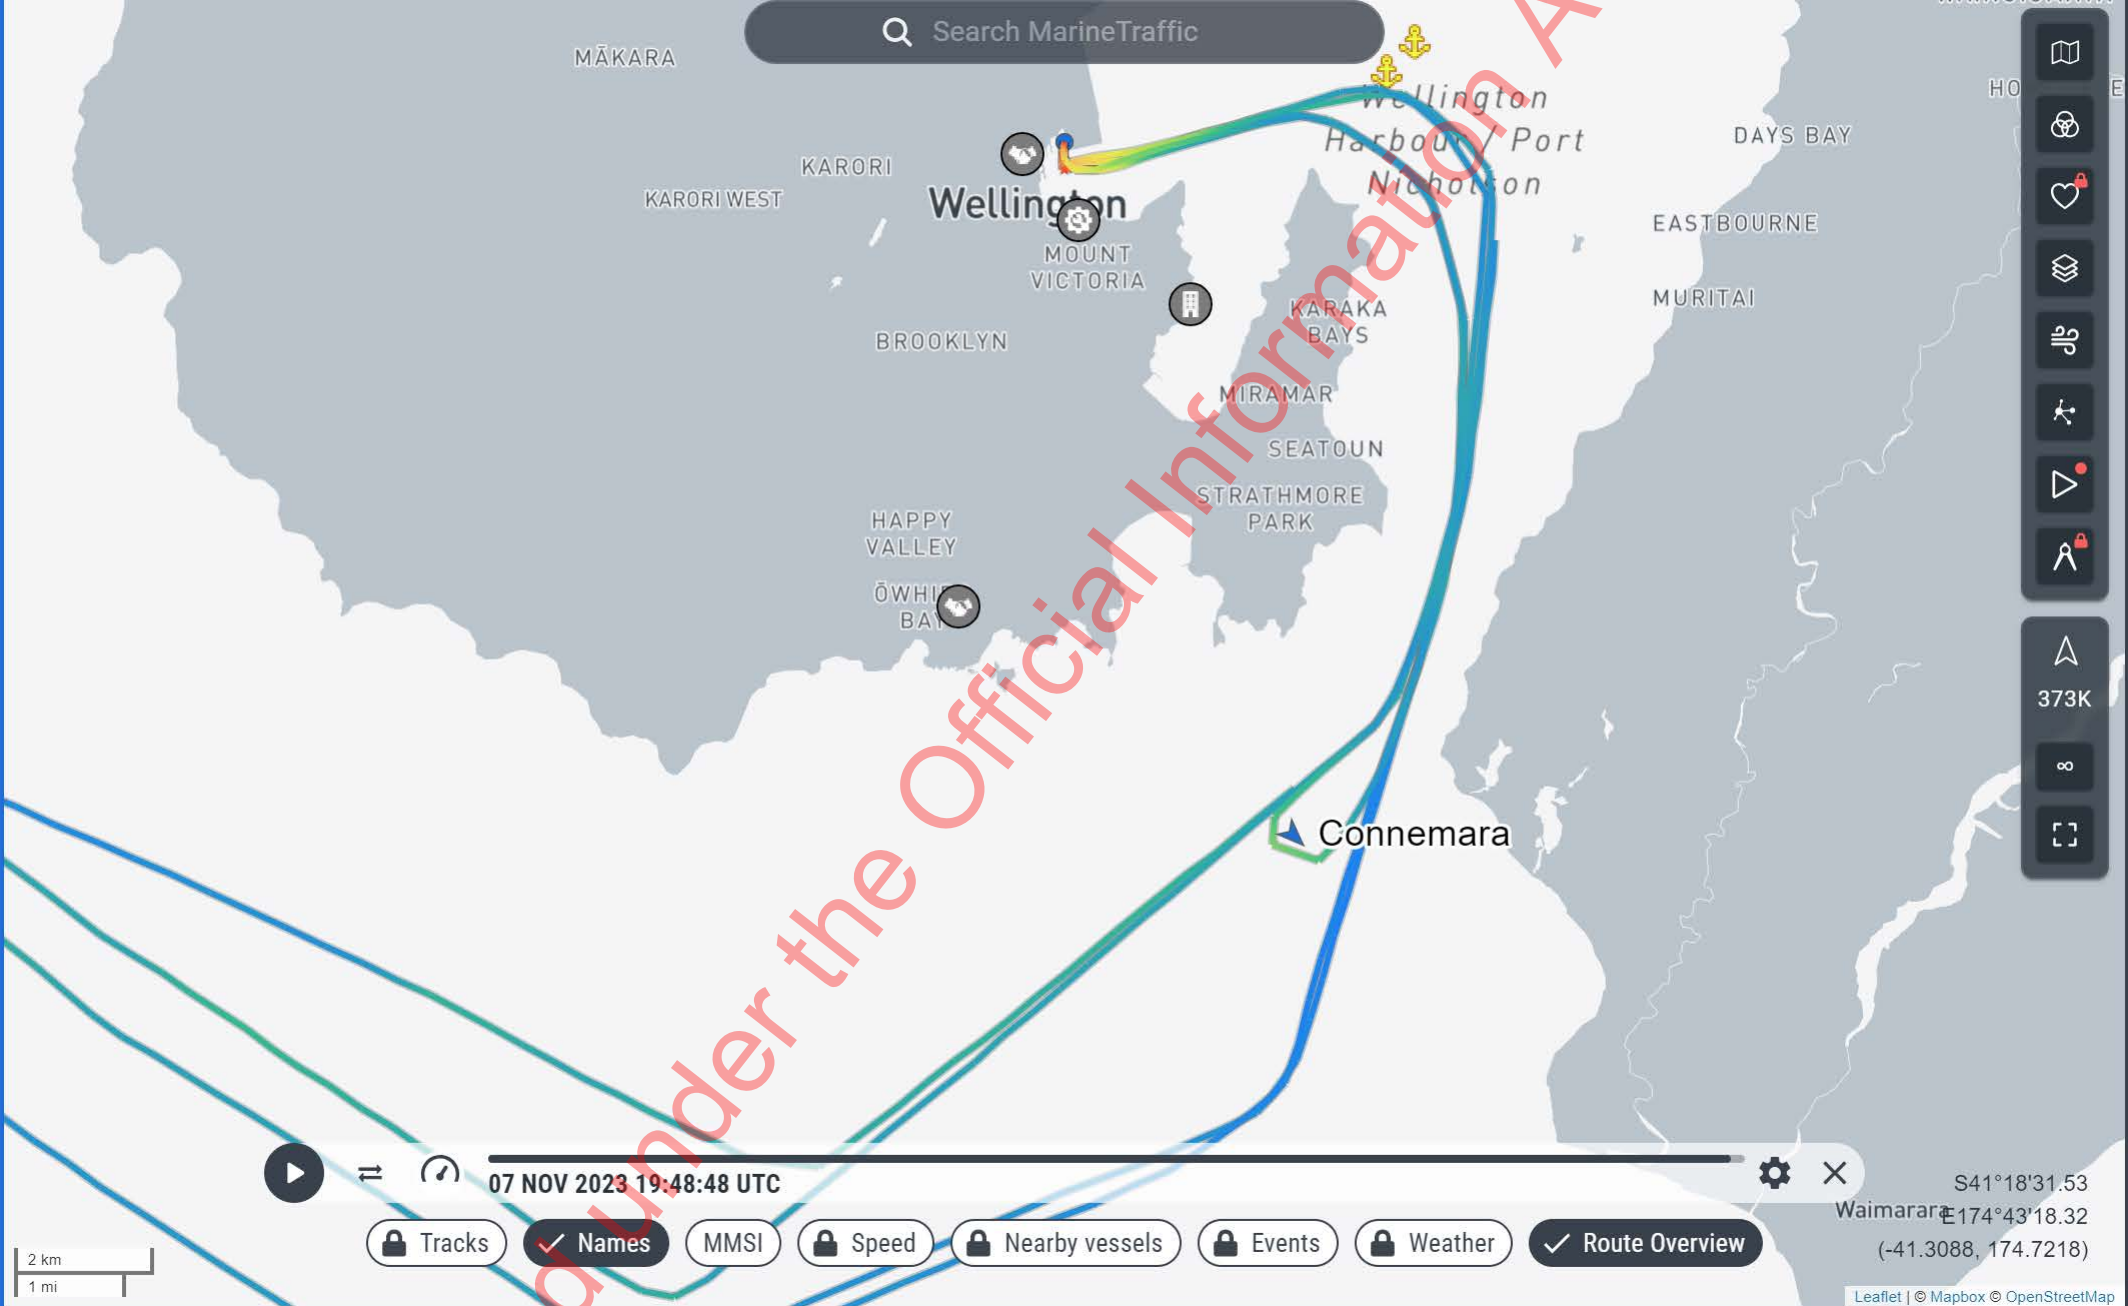 Search MarineTraffic
MĀKARA
Wellington
Harbour / Port
Nicholson
DAYS BAY
KARORI
KARORI WEST
Wellington
EASTBOURNE
MOUNT
VICTORIA
MURITAI
KARAKA
BAYS
BROOKLYN
MIRAMAR
SEATOUN
STRATHMORE
PARK
HAPPY
VALLEY
BAY
373K
∞
Connemara
d under the Official Information A
07 NOV 2023 19:48:48 UTC
S41°18'31.53
Waimarara
E174°43'18.32
(-41.3088, 174.7218)
Tracks
Names
MMSI
Speed
Nearby vessels
Events
Weather
Route Overview
2 km
1 mi
Leaflet | © Mapbox © OpenStreetMap